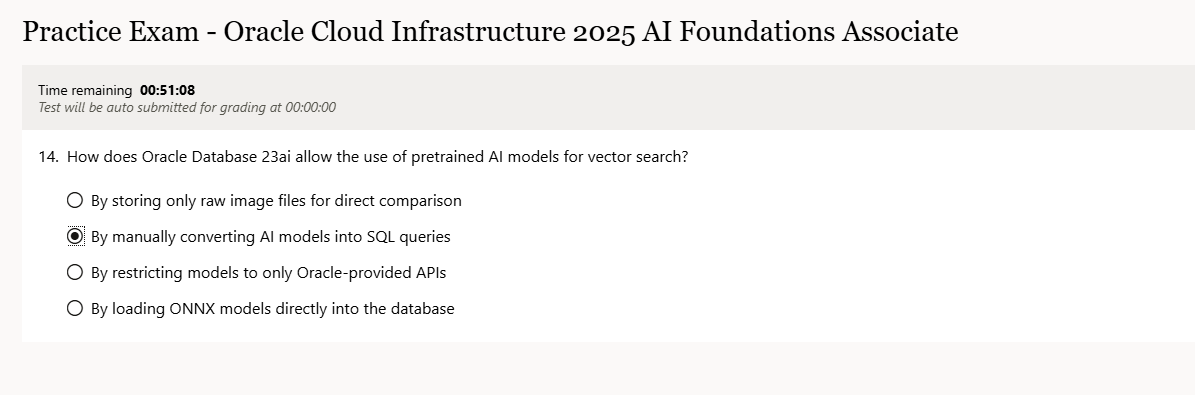 Practice Exam - Oracle Cloud Infrastructure 2025 AI Foundations Associate
Time remaining 00:51:08
Test will be auto submitted for grading at 00:00:00
14. How does Oracle Database 23ai allow the use of pretrained AI models for vector search?
By storing only raw image files for direct comparison
By manually converting AI models into SQL queries
By restricting models to only Oracle-provided APIs
By loading ONNX models directly into the database